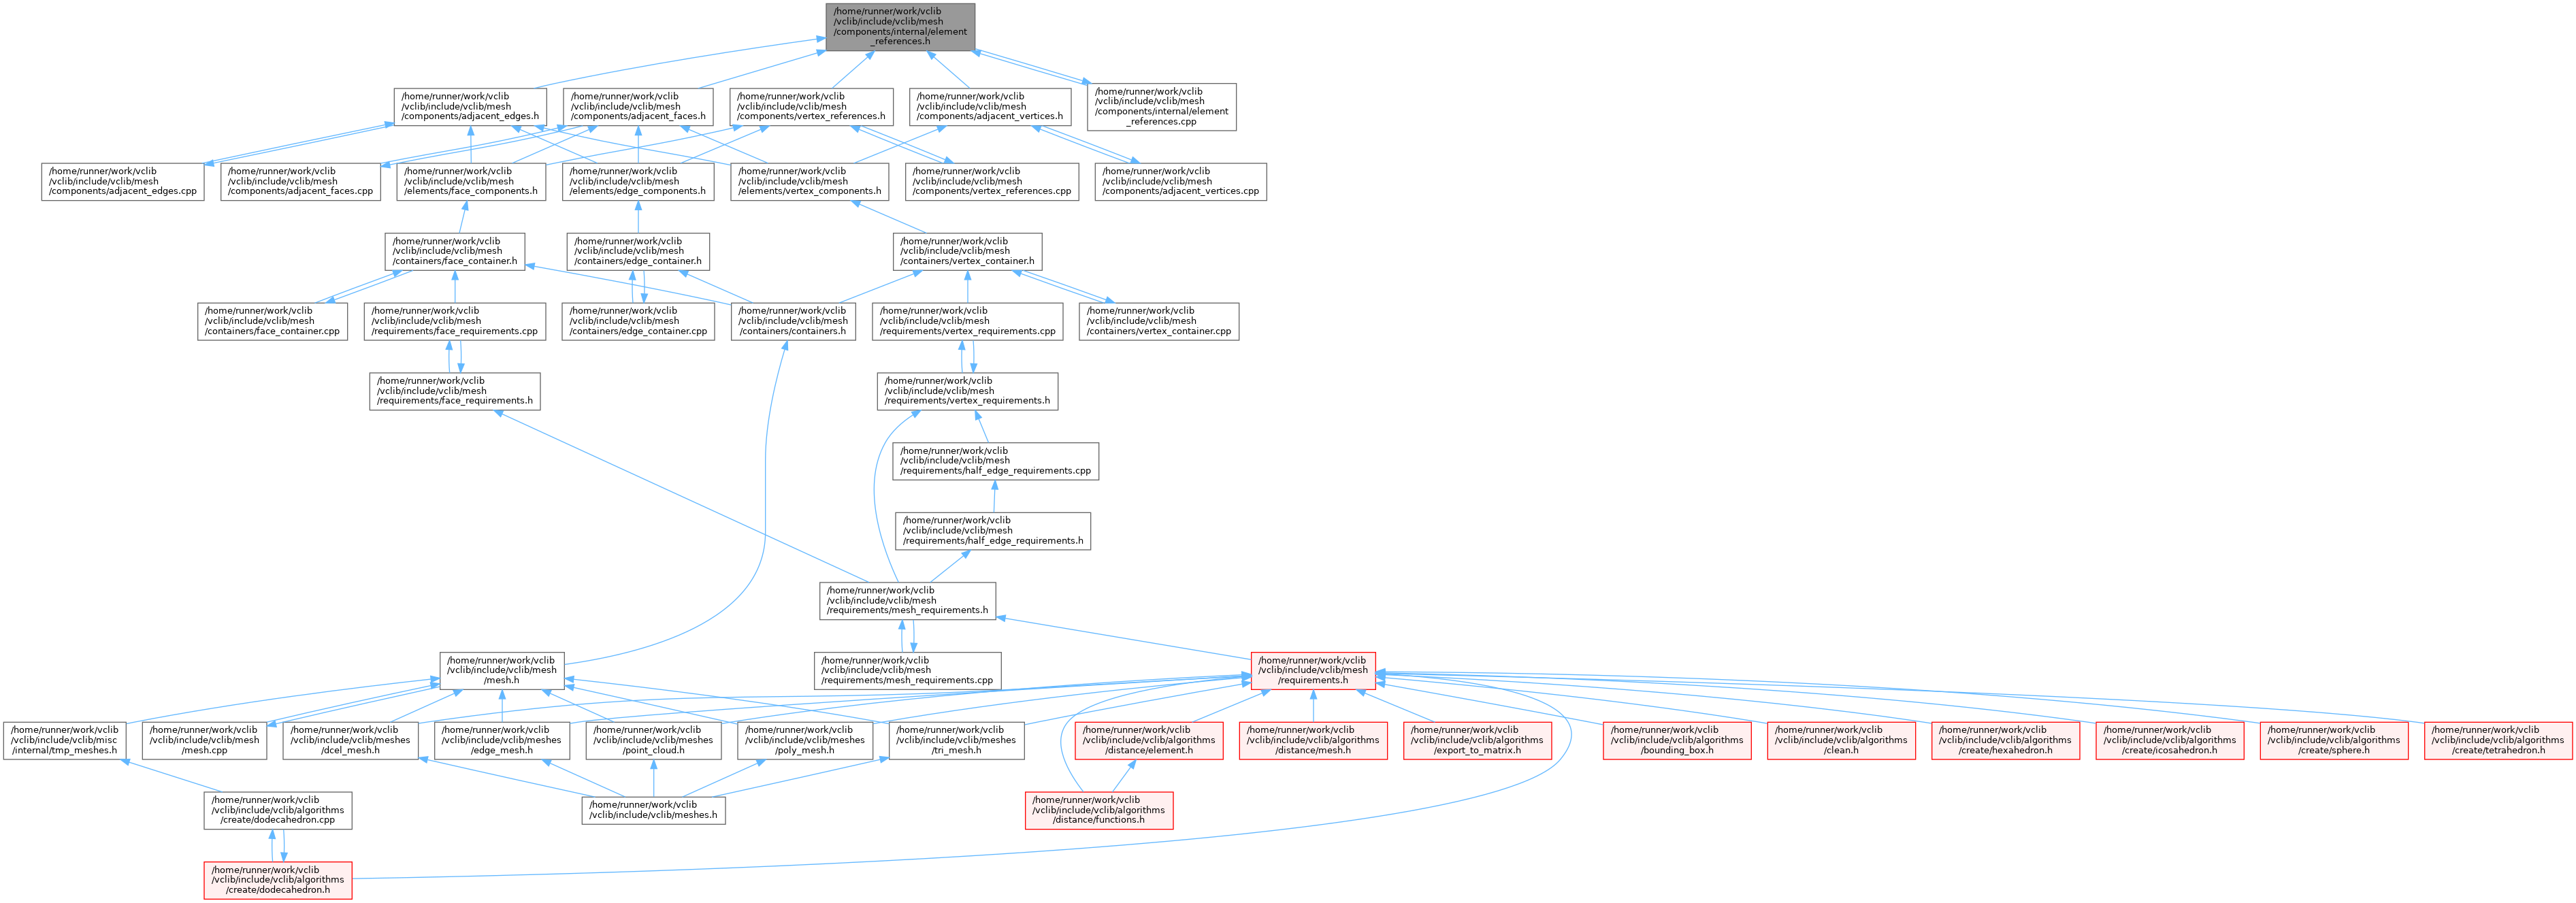 /home/runner/work/vclib
/vclib/include/vclib/mesh
/components/internal/element
_references.h
/home/runner/work/vclib
/vclib/include/vclib/mesh
/components/adjacent_edges.h
/home/runner/work/vclib
/vclib/include/vclib/mesh
/components/adjacent_faces.h
/home/runner/work/vclib
/vclib/include/vclib/mesh
/components/vertex_references.h
/home/runner/work/vclib
/vclib/include/vclib/mesh
/components/adjacent_vertices.h
/home/runner/work/vclib
/vclib/include/vclib/mesh
/components/internal/element
_references.cpp
/home/runner/work/vclib
/vclib/include/vclib/mesh
/components/adjacent_edges.cpp
/home/runner/work/vclib
/vclib/include/vclib/mesh
/components/adjacent_faces.cpp
/home/runner/work/vclib
/vclib/include/vclib/mesh
/elements/face_components.h
/home/runner/work/vclib
/vclib/include/vclib/mesh
/elements/edge_components.h
/home/runner/work/vclib
/vclib/include/vclib/mesh
/elements/vertex_components.h
/home/runner/work/vclib
/vclib/include/vclib/mesh
/components/vertex_references.cpp
/home/runner/work/vclib
/vclib/include/vclib/mesh
/components/adjacent_vertices.cpp
/home/runner/work/vclib
/vclib/include/vclib/mesh
/containers/face_container.h
/home/runner/work/vclib
/vclib/include/vclib/mesh
/containers/edge_container.h
/home/runner/work/vclib
/vclib/include/vclib/mesh
/containers/vertex_container.h
/home/runner/work/vclib
/vclib/include/vclib/mesh
/containers/face_container.cpp
/home/runner/work/vclib
/vclib/include/vclib/mesh
/requirements/face_requirements.cpp
/home/runner/work/vclib
/vclib/include/vclib/mesh
/containers/edge_container.cpp
/home/runner/work/vclib
/vclib/include/vclib/mesh
/containers/containers.h
/home/runner/work/vclib
/vclib/include/vclib/mesh
/requirements/vertex_requirements.cpp
/home/runner/work/vclib
/vclib/include/vclib/mesh
/containers/vertex_container.cpp
/home/runner/work/vclib
/vclib/include/vclib/mesh
/requirements/face_requirements.h
/home/runner/work/vclib
/vclib/include/vclib/mesh
/requirements/vertex_requirements.h
/home/runner/work/vclib
/vclib/include/vclib/mesh
/requirements/half_edge_requirements.cpp
/home/runner/work/vclib
/vclib/include/vclib/mesh
/requirements/half_edge_requirements.h
/home/runner/work/vclib
/vclib/include/vclib/mesh
/requirements/mesh_requirements.h
/home/runner/work/vclib
/vclib/include/vclib/mesh
/mesh.h
/home/runner/work/vclib
/vclib/include/vclib/mesh
/requirements/mesh_requirements.cpp
/home/runner/work/vclib
/vclib/include/vclib/mesh
/requirements.h
/home/runner/work/vclib
/vclib/include/vclib/misc
/internal/tmp_meshes.h
/home/runner/work/vclib
/vclib/include/vclib/mesh
/mesh.cpp
/home/runner/work/vclib
/vclib/include/vclib/meshes
/dcel_mesh.h
/home/runner/work/vclib
/vclib/include/vclib/meshes
/edge_mesh.h
/home/runner/work/vclib
/vclib/include/vclib/meshes
/point_cloud.h
/home/runner/work/vclib
/vclib/include/vclib/meshes
/poly_mesh.h
/home/runner/work/vclib
/vclib/include/vclib/meshes
/tri_mesh.h
/home/runner/work/vclib
/vclib/include/vclib/algorithms
/distance/element.h
/home/runner/work/vclib
/vclib/include/vclib/algorithms
/distance/mesh.h
/home/runner/work/vclib
/vclib/include/vclib/algorithms
/export_to_matrix.h
/home/runner/work/vclib
/vclib/include/vclib/algorithms
/bounding_box.h
/home/runner/work/vclib
/vclib/include/vclib/algorithms
/clean.h
/home/runner/work/vclib
/vclib/include/vclib/algorithms
/create/hexahedron.h
/home/runner/work/vclib
/vclib/include/vclib/algorithms
/create/icosahedron.h
/home/runner/work/vclib
/vclib/include/vclib/algorithms
/create/sphere.h
/home/runner/work/vclib
/vclib/include/vclib/algorithms
/create/tetrahedron.h
/home/runner/work/vclib
/vclib/include/vclib/algorithms
/create/dodecahedron.cpp
/home/runner/work/vclib
/vclib/include/vclib/meshes.h
/home/runner/work/vclib
/vclib/include/vclib/algorithms
/distance/functions.h
/home/runner/work/vclib
/vclib/include/vclib/algorithms
/create/dodecahedron.h